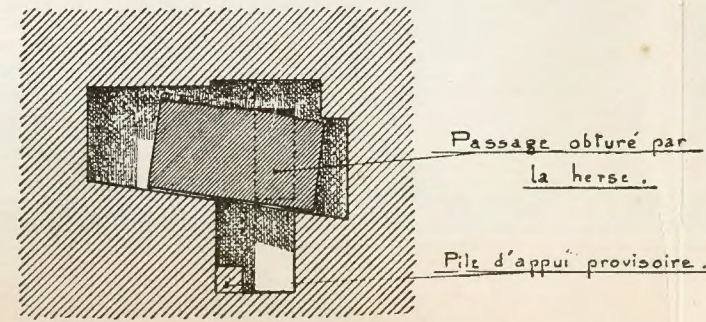 Passage obturé par
la herse.
Pile d'appui provisoire.